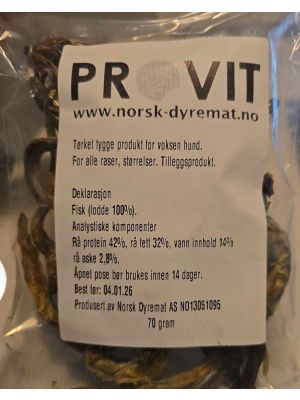 PROVIT
www.norsk-dyremat.no
Tørket tygge produkt for voksen hund.
For alle raser, størrelser. Tilleggsprodukt.
Deklarasjon
Fisk (lodde 100%).
Analystiske komponenter
Rå protein 42%, rå fett 32%, vann innhold 14%
rå aske 2,8%.
Åpnet pose bør brukes innen 14 dager.
Best før: 04.01.26
Produsert av Norsk Dyremat AS NO13051095
70 gram